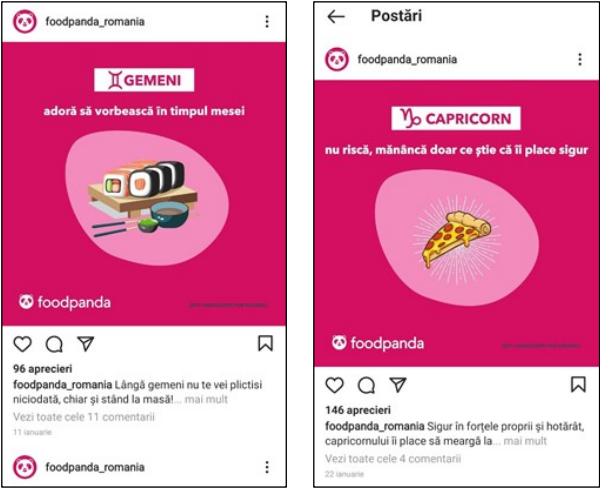 foodpanda_romania
GEMENI
adoră să vorbească în timpul mesei
foodpanda
96 aprecieri
foodpanda_romania Lângă gemeni nu te vei plictisi
niciodată, chiar și stând la masă!... mai mult
Vezi toate cele 11 comentarii
11 ianuarie
foodpanda_romania
Postări
foodpanda_romania
CAPRICORN
nu riscă, mănâncă doar ce știe că îi place sigur
foodpanda
146 aprecieri
foodpanda_romania Sigur în forțele proprii și hotărât,
capricornului îi place să meargă la... mai mult
Vezi toate cele 4 comentarii
22 ianuarie